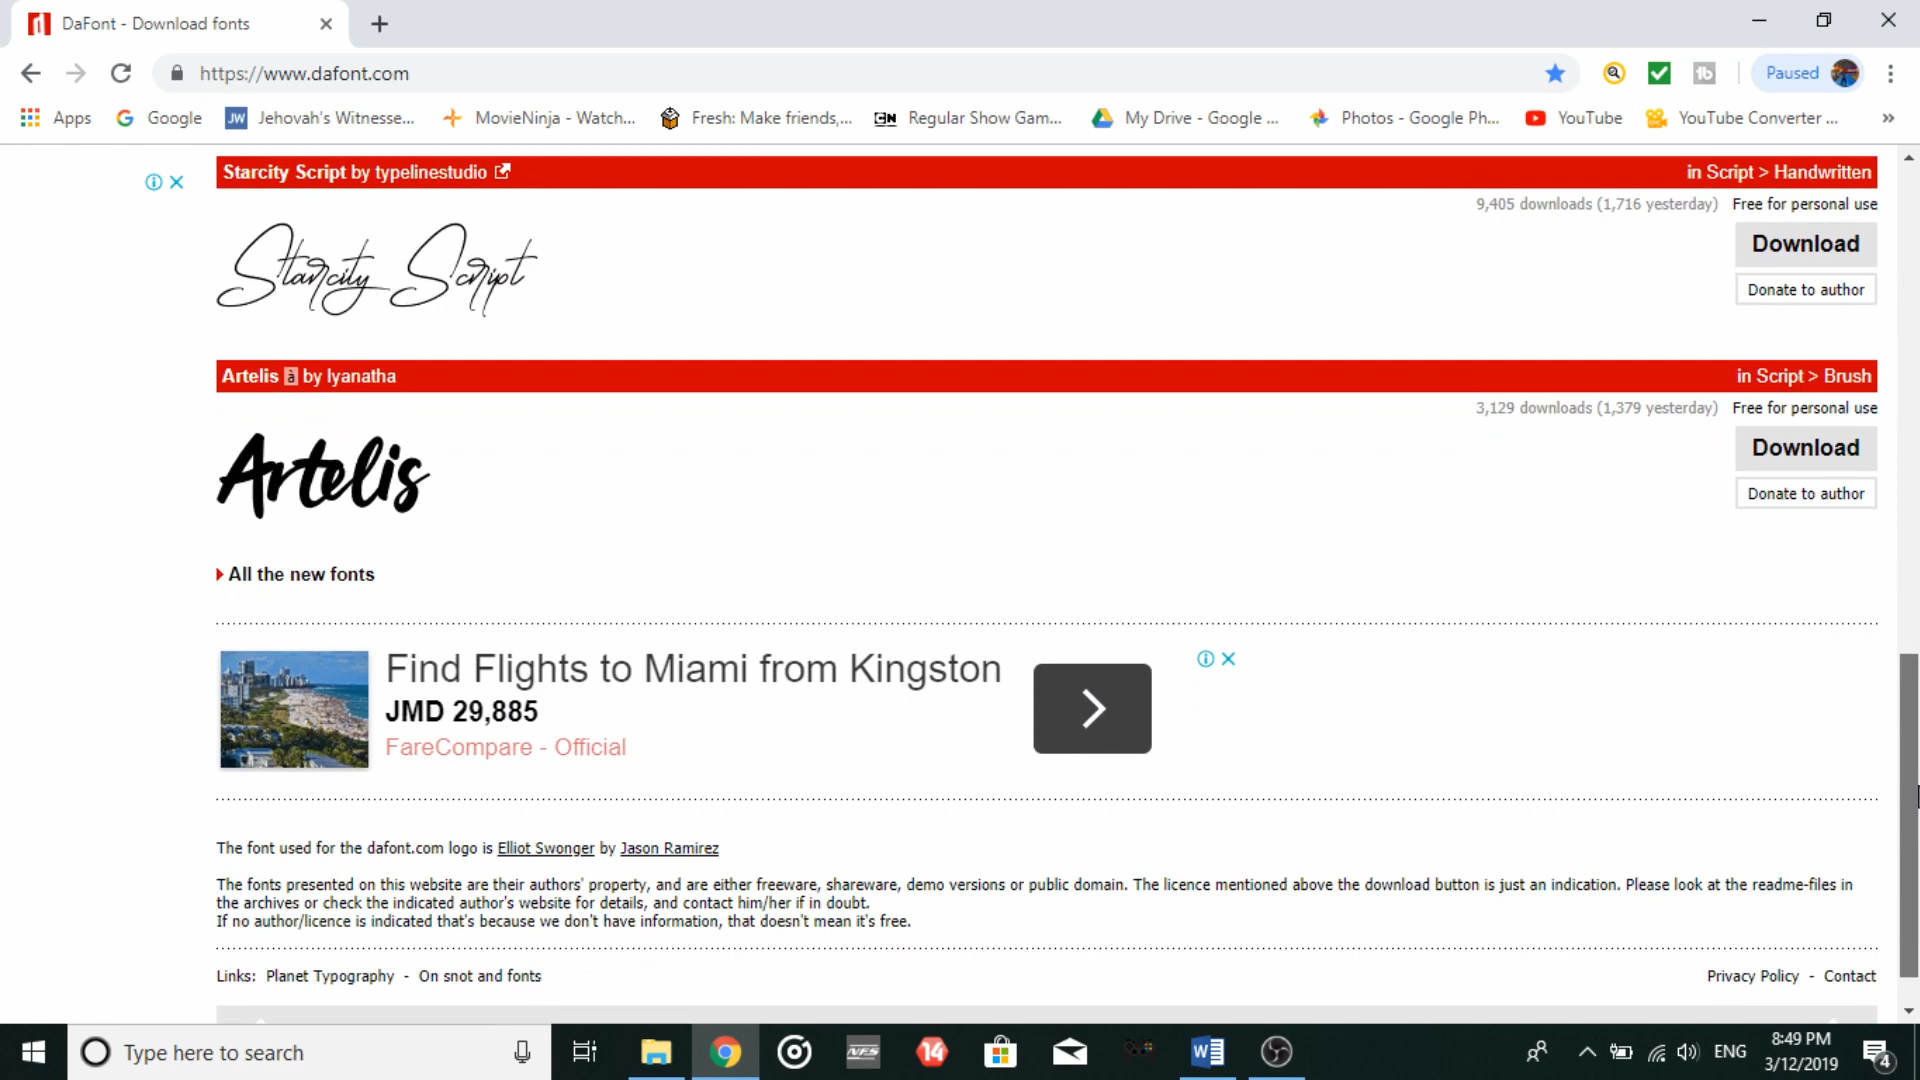 DaFont - Download fonts
https://www.dafont.com
Paused
Apps
Google
JW
Jehovah's Witnesse...
MovieNinja - Watch...
Fresh: Make friends,...
CN
Regular Show Gam...
My Drive - Google ...
Photos - Google Ph...
YouTube
YouTube Converter ...
»
Starcity Script by typelinestudio
in Script > Handwritten
9,405 downloads (1,716 yesterday)
Free for personal use
Starcity Script
Download
Donate to author
Artelis à by lyanatha
in Script > Brush
3,129 downloads (1,379 yesterday)
Free for personal use
Artelis
Download
Donate to author
All the new fonts
Find Flights to Miami from Kingston
JMD 29,885
FareCompare - Official
The font used for the dafont.com logo is Elliot Swonger by Jason Ramirez
The fonts presented on this website are their authors' property, and are either freeware, shareware, demo versions or public domain. The licence mentioned above the download button is just an indication. Please look at the readme-files in
the archives or check the indicated author's website for details, and contact him/her if in doubt.
If no author/licence is indicated that's because we don't have information, that doesn't mean it's free.
Links: Planet Typography - On snot and fonts
Privacy Policy - Contact
Type here to search
NFS
14
ENG
8:49 PM
3/12/2019
4